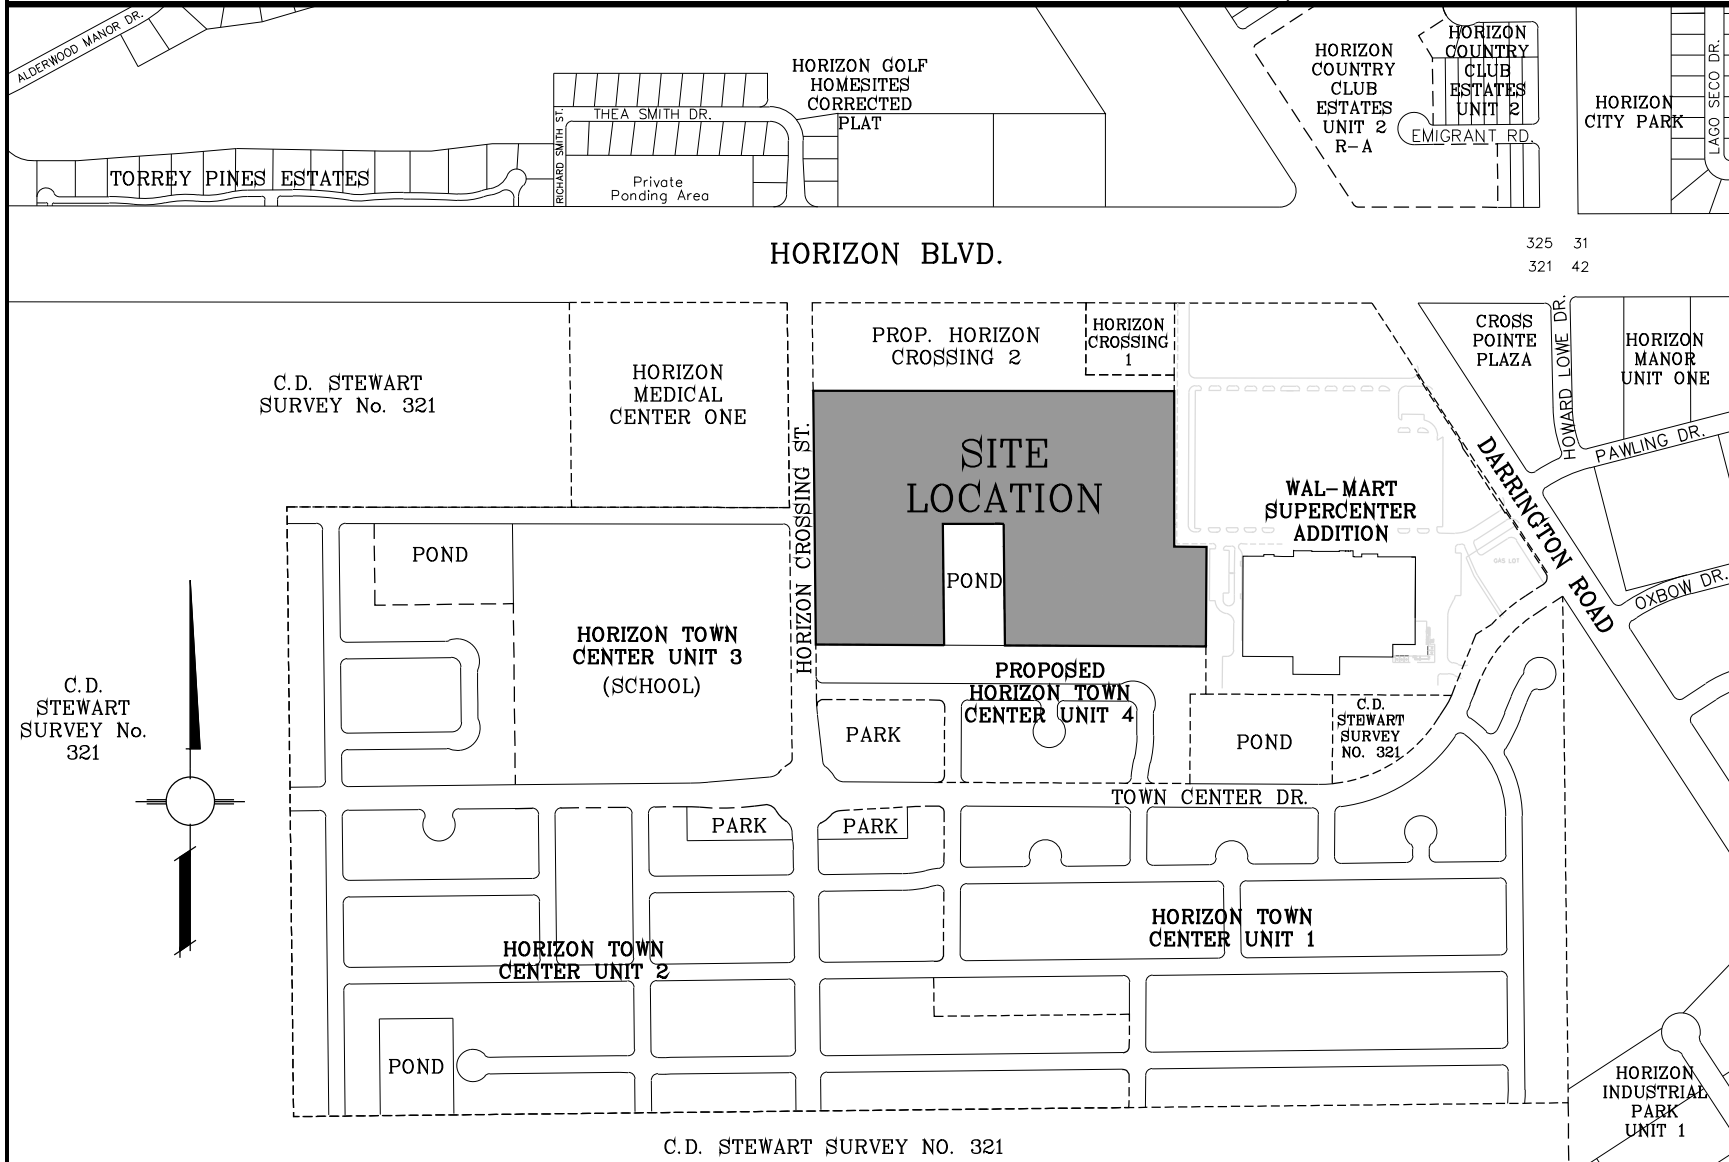 ALDERWOOD MANOR DR.
HORIZON GOLF
HOMESITES
CORRECTED
PLAT
THEA SMITH DR.
RICHARD SMITH ST.
TORREY PINES ESTATES
Private
Ponding Area
HORIZON
COUNTRY
CLUB
ESTATES
UNIT 2
R-A
HORIZON
COUNTRY
CLUB
ESTATES
UNIT 2
EMIGRANT RD.
HORIZON
CITY PARK
LAGO SECO DR.
HORIZON BLVD.
325 31
321 42
C.D. STEWART
SURVEY No. 321
HORIZON
MEDICAL
CENTER ONE
HORIZON CROSSING ST.
PROP. HORIZON
CROSSING 2
HORIZON
CROSSING
1
CROSS
POINTE
PLAZA
HOWARD LOWE DR.
HORIZON
MANOR
UNIT ONE
PAWLING DR.
SITE
LOCATION
POND
WAL-MART
SUPERCENTER
ADDITION
GAS LOT
DARRINGTON ROAD
OXBOW DR.
POND
HORIZON TOWN
CENTER UNIT 3
(SCHOOL)
C.D.
STEWART
SURVEY No.
321
PROPOSED
HORIZON TOWN
CENTER UNIT 4
PARK
POND
C.D.
STEWART
SURVEY
NO. 321
TOWN CENTER DR.
PARK
PARK
HORIZON TOWN
CENTER UNIT 2
HORIZON TOWN
CENTER UNIT 1
POND
HORIZON
INDUSTRIAL
PARK
UNIT 1
C.D. STEWART SURVEY NO. 321